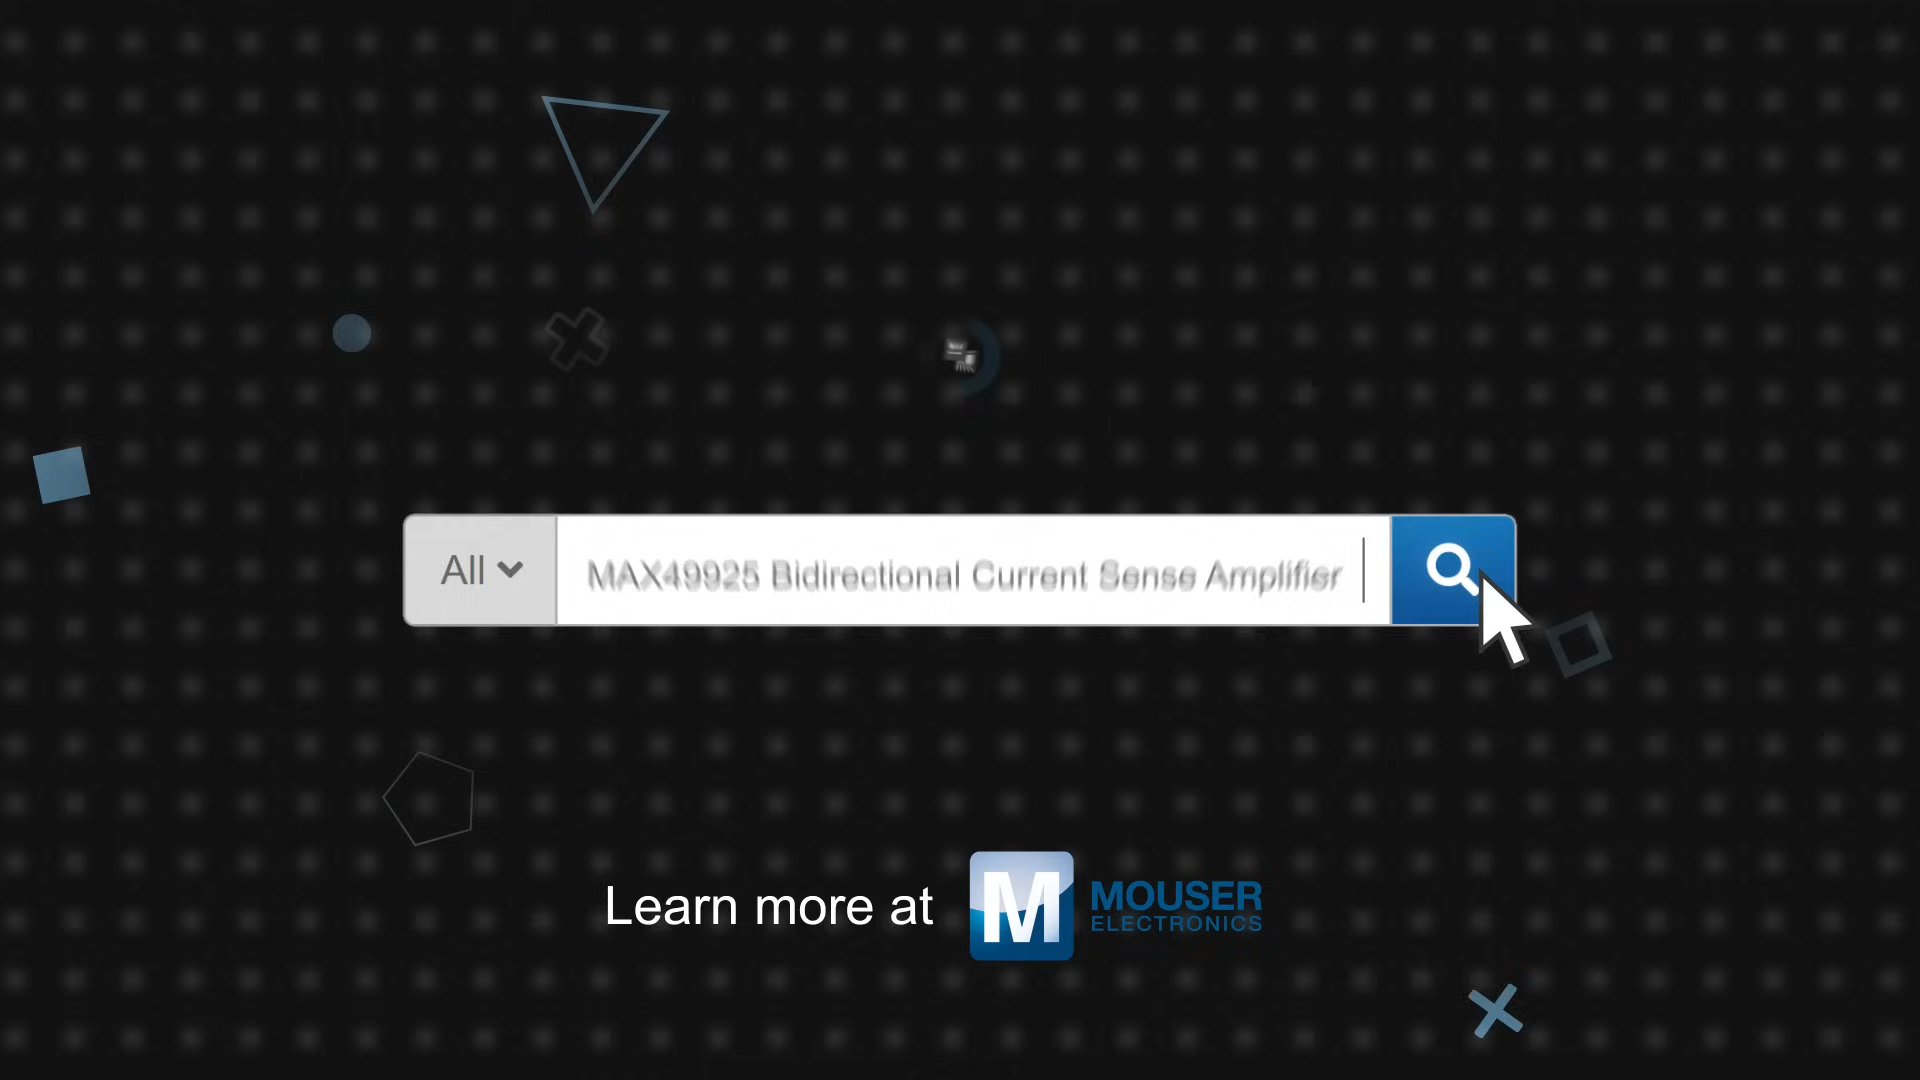 All
MAX49925 Bidirectional Current Sense Amplifier
Learn more at
M
MOUSER
ELECTRONICS